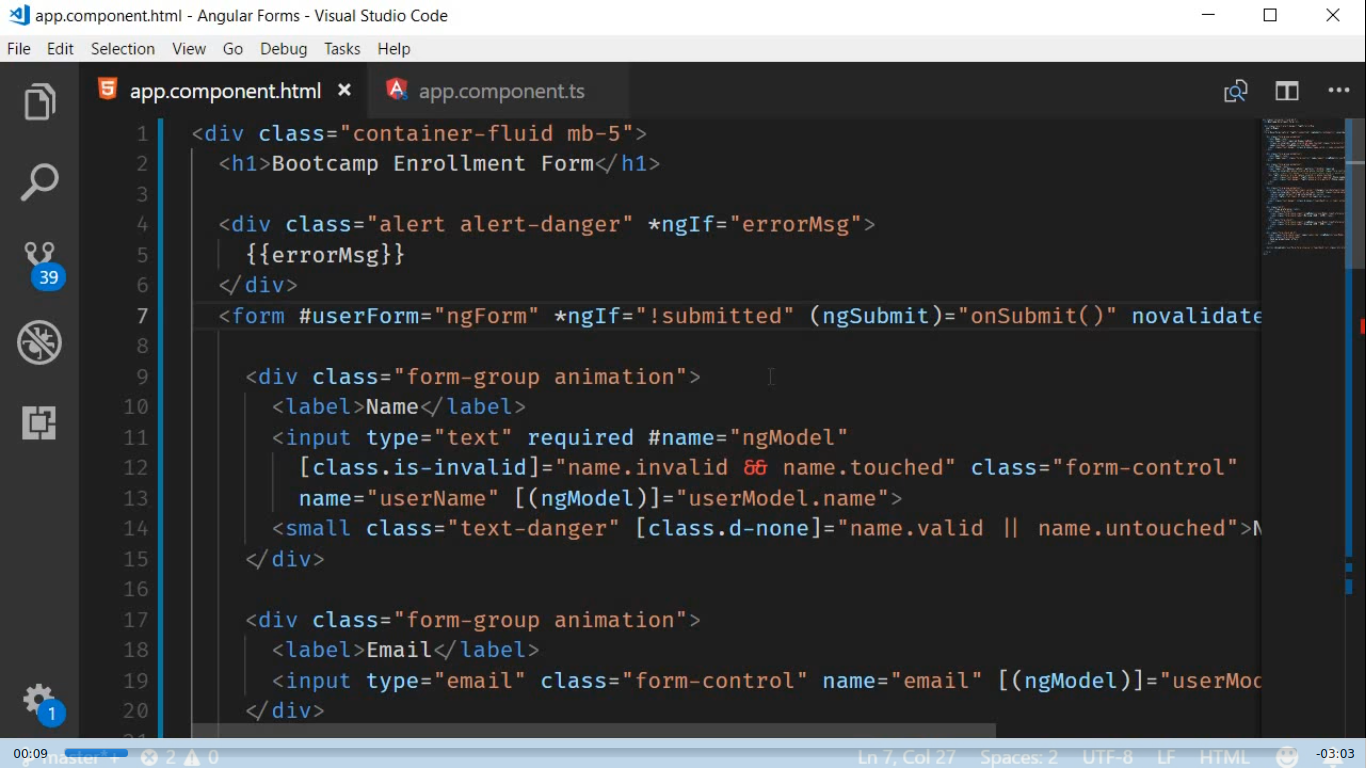 app.component.html - Angular Forms - Visual Studio Code
File Edit Selection View Go Debug Tasks Help
app.component.html × app.component.ts
1 <div class="container-fluid mb-5">
2 <h1>Bootcamp Enrollment Form</h1>
3
4 <div class="alert alert-danger" *ngIf="errorMsg">
5 {{errorMsg}}
6 </div>
7 <form #userForm="ngForm" *ngIf="!submitted" (ngSubmit)="onSubmit()" novalidate
8
9 <div class="form-group animation">
10 <label>Name</label>
11 <input type="text" required #name="ngModel"
12 [class.is-invalid]="name.invalid && name.touched" class="form-control"
13 name="userName" [(ngModel)]="userModel.name">
14 <small class="text-danger" [class.d-none]="name.valid || name.untouched">N
15 </div>
16
17 <div class="form-group animation">
18 <label>Email</label>
19 <input type="email" class="form-control" name="email" [(ngModel)]="userMod
20 </div>
39
1
00:09 master*+ 2 0 Ln 7, Col 27 Spaces: 2 UTF-8 LF HTML -03:03